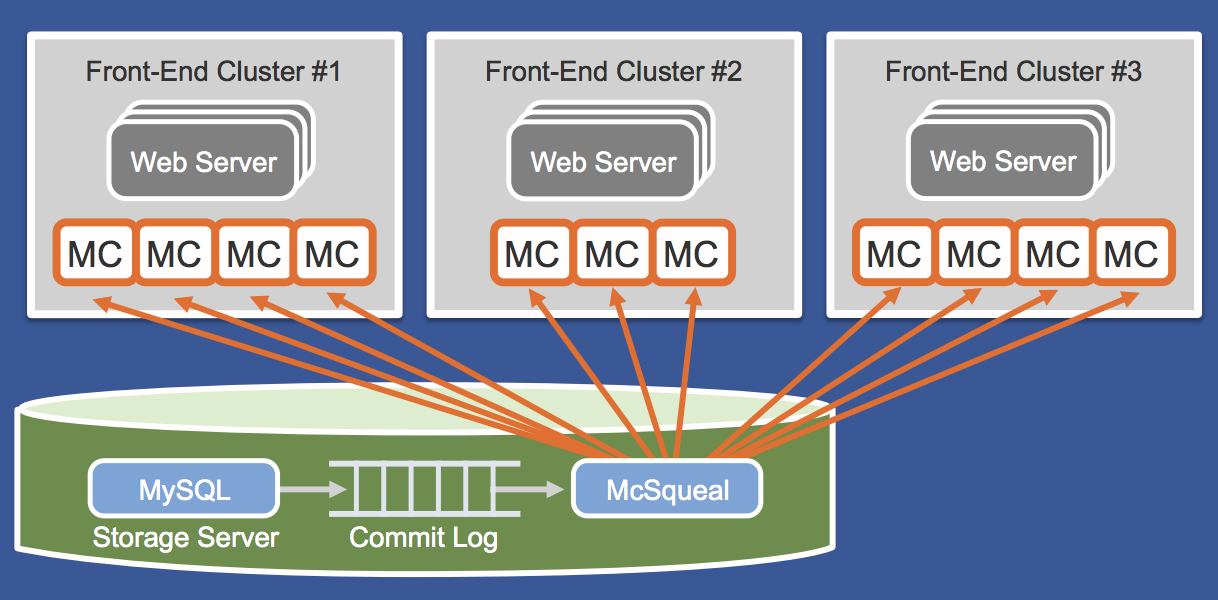 Front-End Cluster #1
Front-End Cluster #2
Front-End Cluster #3
Web Server
Web Server
Web Server
MC MC MC MC
MC MC MC
MC MC MC MC
MySQL
McSqueal
Storage Server
Commit Log